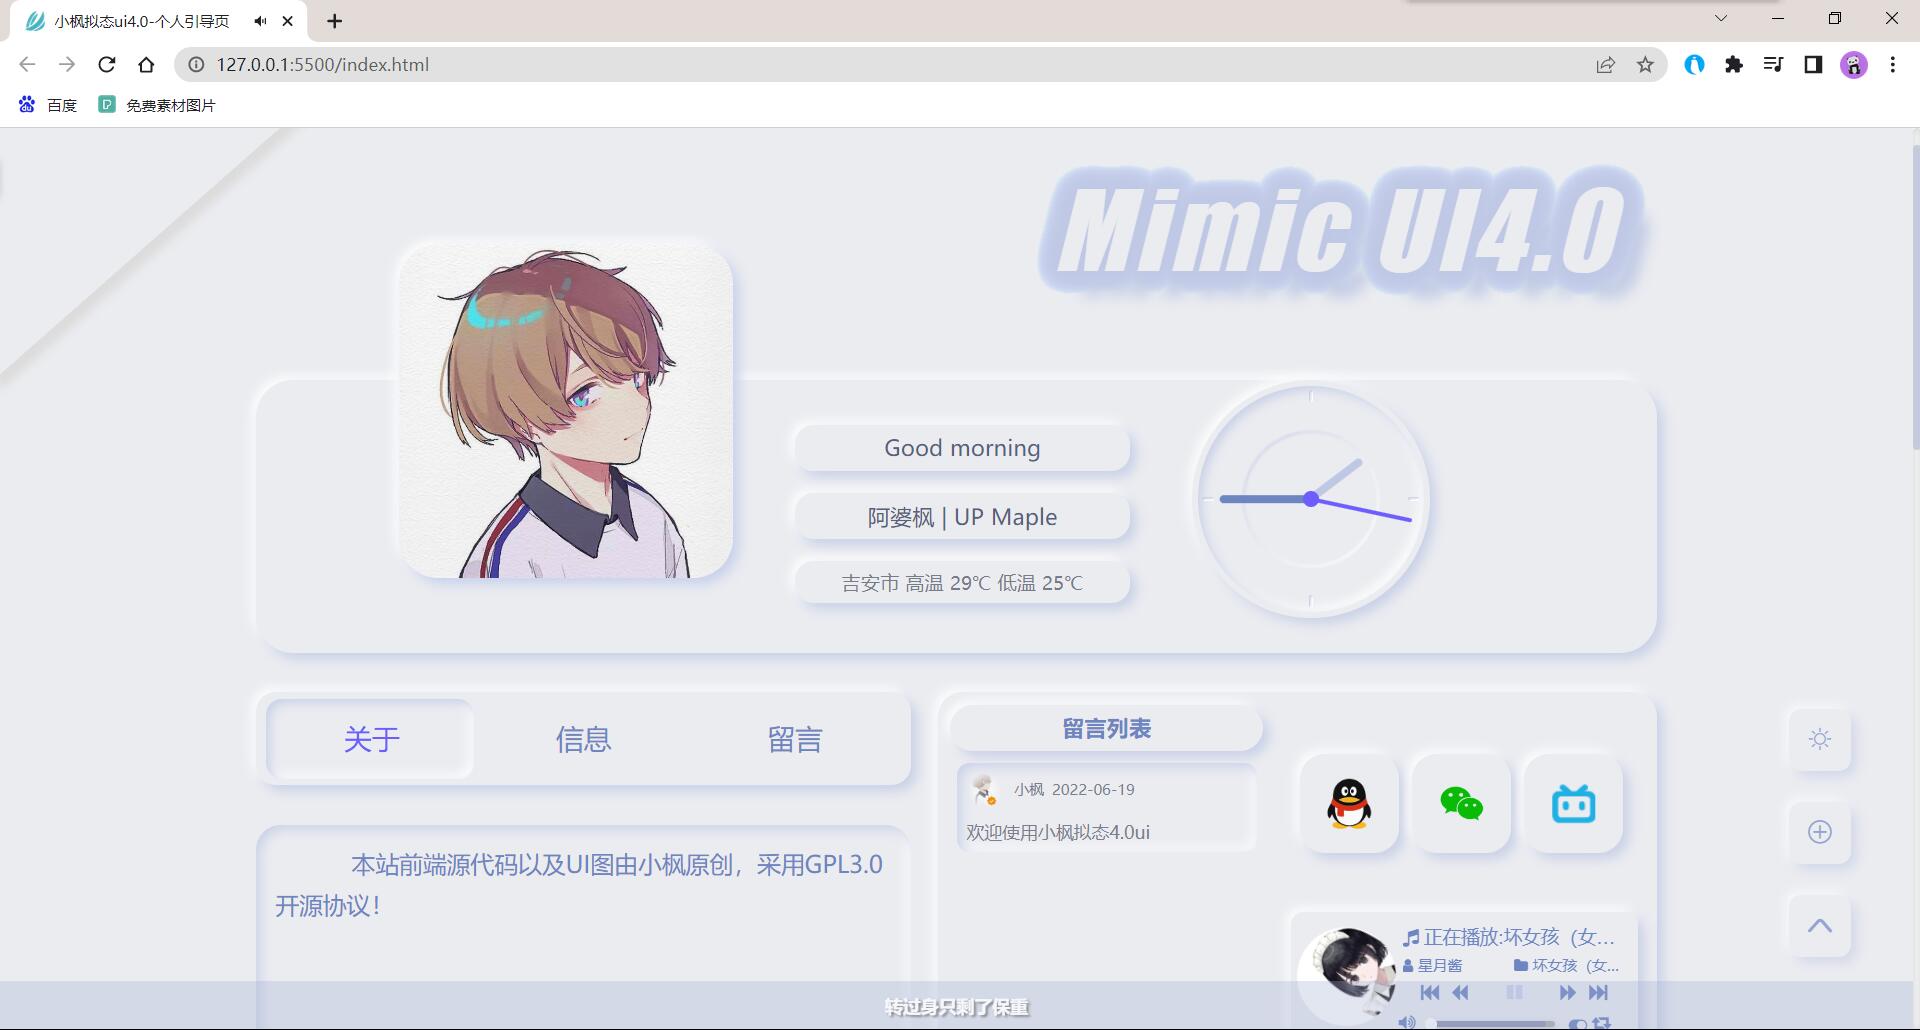 小枫拟态ui4.0-个人引导页
127.0.0.1:5500/index.html
百度
免费素材图片
Mimic UI4.0
Good morning
阿婆枫 | UP Maple
吉安市 高温 29℃ 低温 25℃
关于
信息
留言
本站前端源代码以及UI图由小枫原创，采用GPL3.0
开源协议！
留言列表
小枫 2022-06-19
欢迎使用小枫拟态4.0ui
正在播放:坏女孩（女...
星月酱
坏女孩（女...
转过身只剩了保重